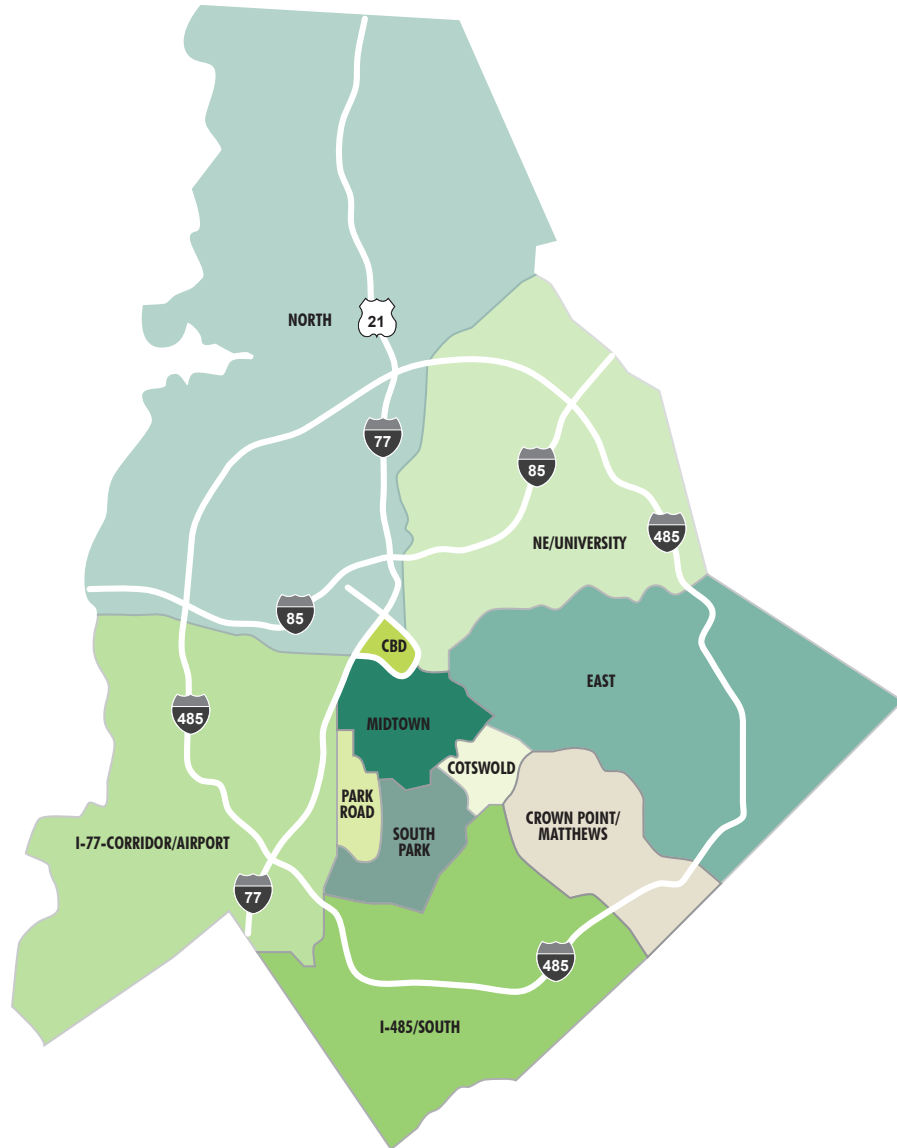 NORTH
21
77
85
NE/UNIVERSITY
485
85
CBD
EAST
485
MIDTOWN
COTSWOLD
PARK
ROAD
CROWN POINT/
MATTHEWS
SOUTH
PARK
I-77-CORRIDOR/AIRPORT
77
485
I-485/SOUTH